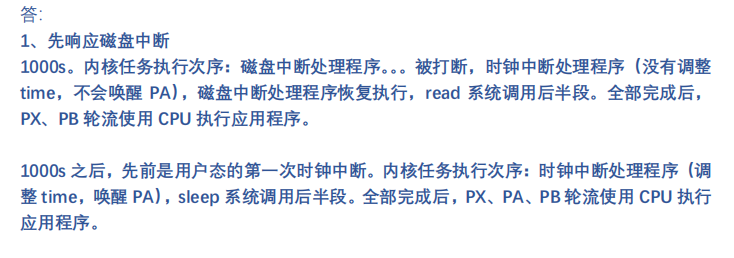 答:
1、先响应磁盘中断
1000s。内核任务执行次序：磁盘中断处理程序。。。被打断，时钟中断处理程序（没有调整
time，不会唤醒 PA），磁盘中断处理程序恢复执行，read 系统调用后半段。全部完成后，
PX、PB 轮流使用 CPU 执行应用程序。
1000s 之后，先前是用户态的第一次时钟中断。内核任务执行次序：时钟中断处理程序（调
整 time，唤醒 PA），sleep 系统调用后半段。全部完成后，PX、PA、PB 轮流使用 CPU 执行
应用程序。